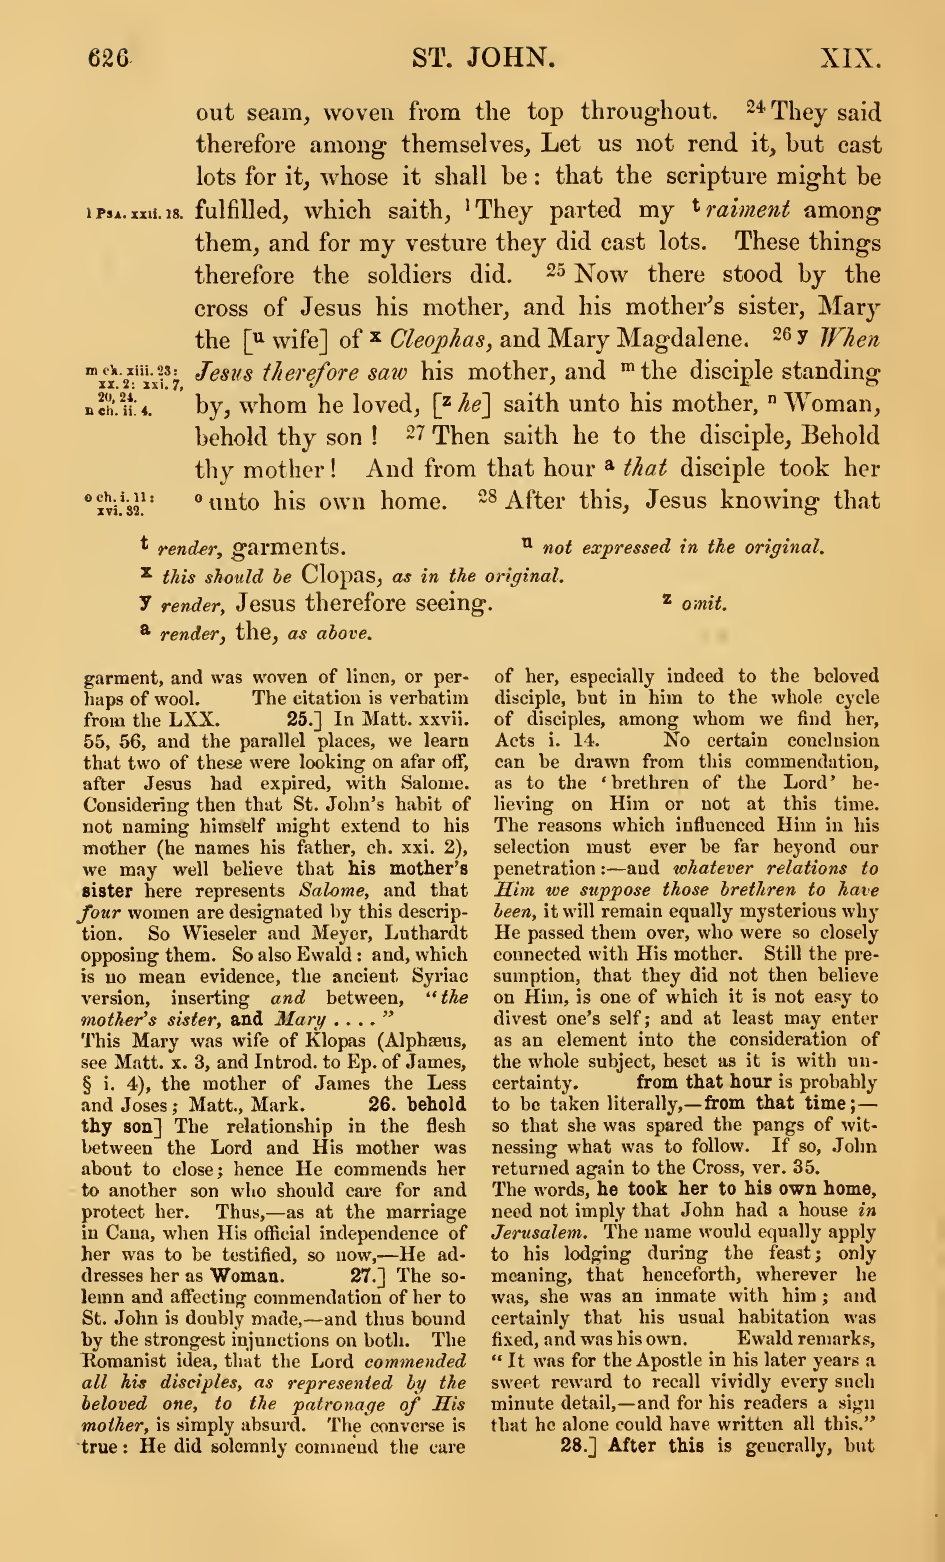 626 ST. JOHN. XIX.
out seam, woven from the top throughout. 24 They said
therefore among themselves, Let us not rend it, but cast
lots for it, whose it shall be: that the scripture might be
l PSA. xxii. 18. fulfilled, which saith, l They parted my t raiment among
them, and for my vesture they did cast lots. These things
therefore the soldiers did. 25 Now there stood by the
cross of Jesus his mother, and his mother's sister, Mary
the [u wife] of x Cleophas, and Mary Magdalene. 26 y When
m ch. xiii. 23: Jesus therefore saw his mother, and m the disciple standing
xx. 2: xxi. 7,
20, 24.
n ch. ii. 4. by, whom he loved, [z he] saith unto his mother, n Woman,
behold thy son! 27 Then saith he to the disciple, Behold
thy mother! And from that hour a that disciple took her
o ch. i. 11: o unto his own home. 28 After this, Jesus knowing that
xvi. 32.
t render, garments. u not expressed in the original.
x this should be Clopas, as in the original.
y render, Jesus therefore seeing. z omit.
a render, the, as above.
garment, and was woven of linen, or per-
haps of wool. The citation is verbatim
from the LXX. 25.] In Matt. xxvii.
55, 56, and the parallel places, we learn
that two of these were looking on afar off,
after Jesus had expired, with Salome.
Considering then that St. John's habit of
not naming himself might extend to his
mother (he names his father, ch. xxi. 2),
we may well believe that his mother's
sister here represents Salome, and that
four women are designated by this descrip-
tion. So Wieseler and Meyer, Luthardt
opposing them. So also Ewald: and, which
is no mean evidence, the ancient Syriac
version, inserting and between, "the
mother's sister, and Mary . . . ."
This Mary was wife of Klopas (Alphæus,
see Matt. x. 3, and Introd. to Ep. of James,
§ i. 4), the mother of James the Less
and Joses; Matt., Mark. 26. behold
thy son] The relationship in the flesh
between the Lord and His mother was
about to close; hence He commends her
to another son who should care for and
protect her. Thus,—as at the marriage
in Cana, when His official independence of
her was to be testified, so now,—He ad-
dresses her as Woman. 27.] The so-
lemn and affecting commendation of her to
St. John is doubly made,—and thus bound
by the strongest injunctions on both. The
Romanist idea, that the Lord commended
all his disciples, as represented by the
beloved one, to the patronage of His
mother, is simply absurd. The converse is
true: He did solemnly commend the care
of her, especially indeed to the beloved
disciple, but in him to the whole cycle
of disciples, among whom we find her,
Acts i. 14. No certain conclusion
can be drawn from this commendation,
as to the 'brethren of the Lord' be-
lieving on Him or not at this time.
The reasons which influenced Him in his
selection must ever be far beyond our
penetration:—and whatever relations to
Him we suppose those brethren to have
been, it will remain equally mysterious why
He passed them over, who were so closely
connected with His mother. Still the pre-
sumption, that they did not then believe
on Him, is one of which it is not easy to
divest one's self; and at least may enter
as an element into the consideration of
the whole subject, beset as it is with un-
certainty. from that hour is probably
to be taken literally,—from that time;—
so that she was spared the pangs of wit-
nessing what was to follow. If so, John
returned again to the Cross, ver. 35.
The words, he took her to his own home,
need not imply that John had a house in
Jerusalem. The name would equally apply
to his lodging during the feast; only
meaning, that henceforth, wherever he
was, she was an inmate with him; and
certainly that his usual habitation was
fixed, and was his own. Ewald remarks,
"It was for the Apostle in his later years a
sweet reward to recall vividly every such
minute detail,—and for his readers a sign
that he alone could have written all this."
28.] After this is generally, but